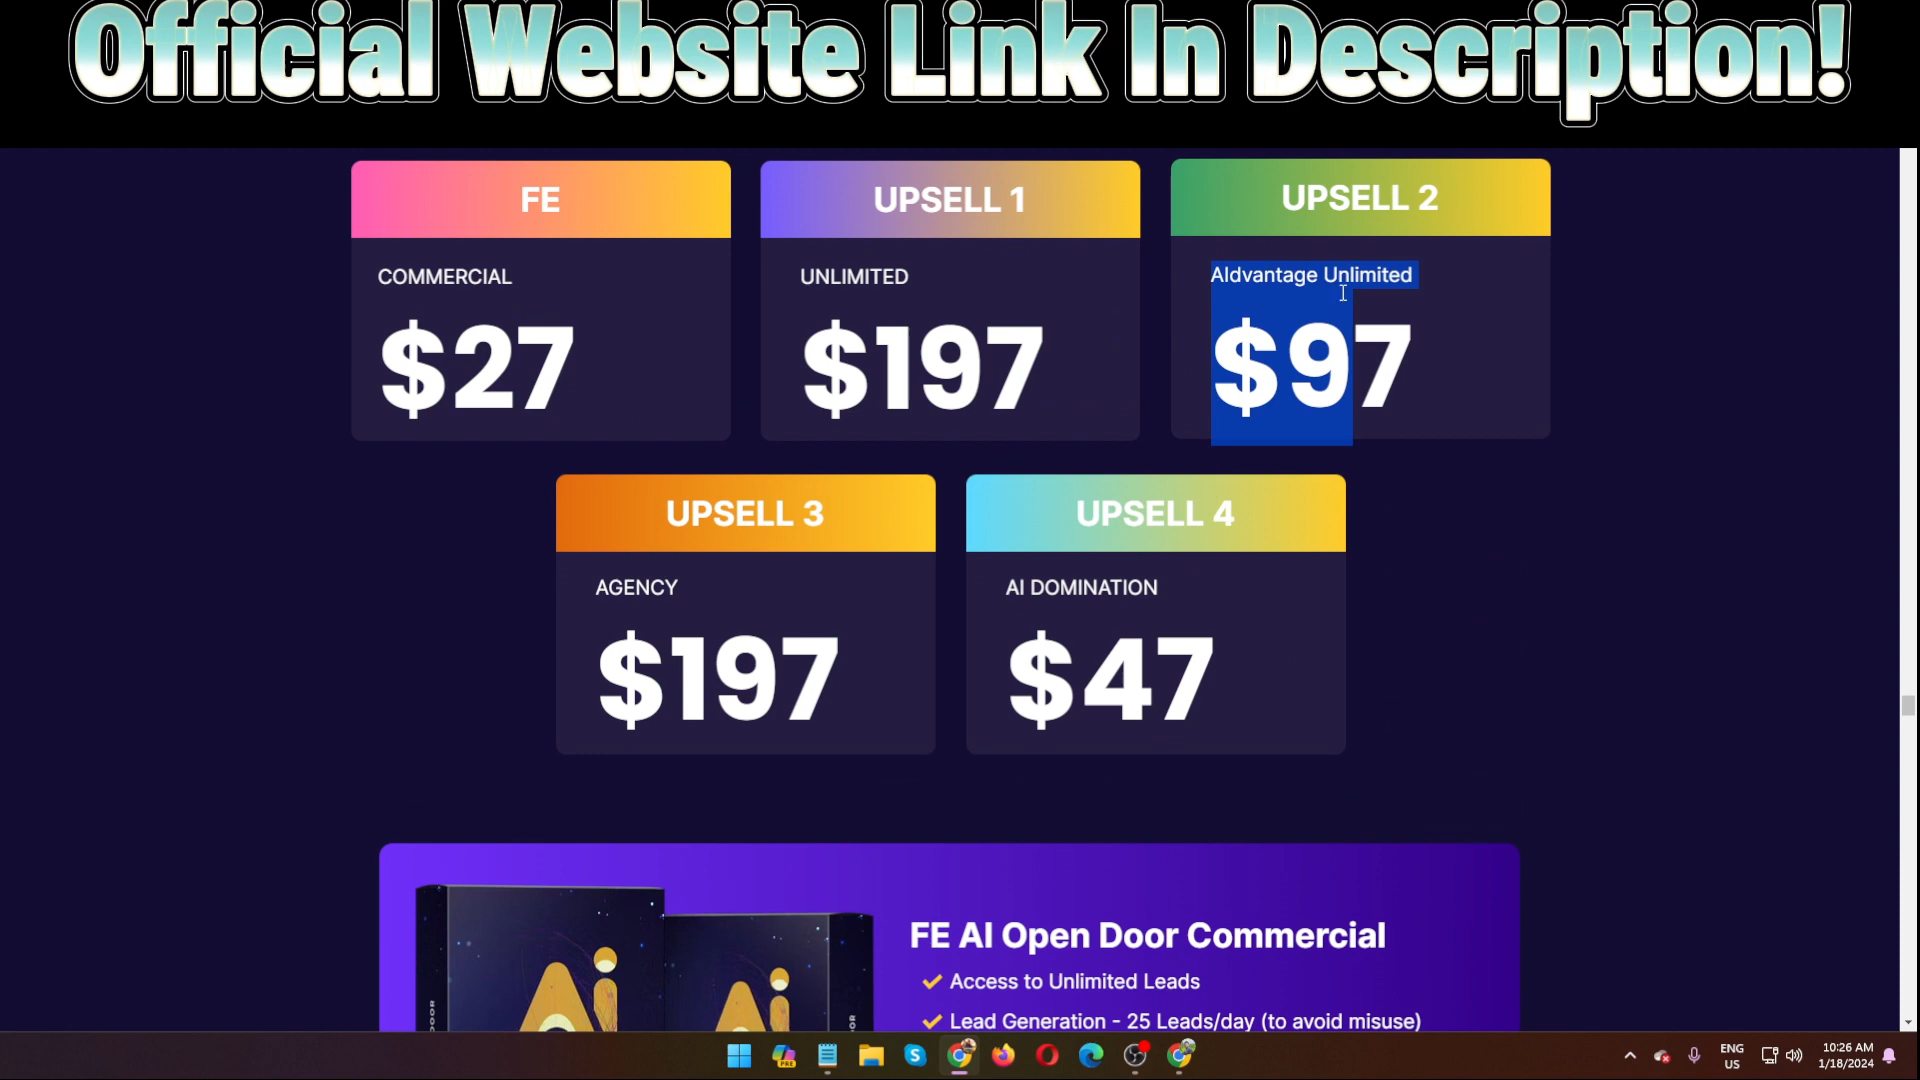 Official Website Link In Description!
FE
COMMERCIAL
$27
UPSELL 1
UNLIMITED
$197
UPSELL 2
AIdvantage Unlimited
$97
UPSELL 3
AGENCY
$197
UPSELL 4
AI DOMINATION
$47
FE AI Open Door Commercial
Access to Unlimited Leads
Lead Generation - 25 Leads/day (to avoid misuse)
ENG
US
10:26 AM
1/18/2024